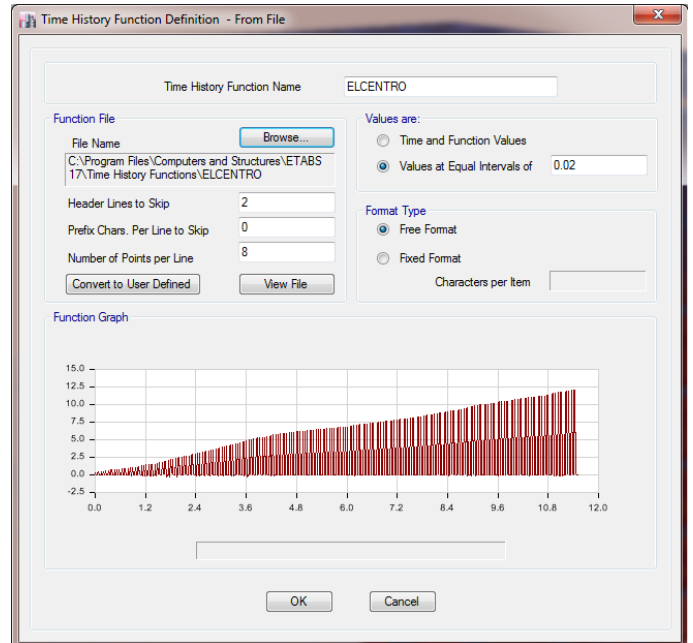 Time History Function Definition - From File
Time History Function Name ELCENTRO
Function File
File Name Browse...
C:\Program Files\Computers and Structures\ETABS
17\Time History Functions\ELCENTRO
Header Lines to Skip 2
Prefix Chars. Per Line to Skip 0
Number of Points per Line 8
Convert to User Defined View File
Values are:
Time and Function Values
Values at Equal Intervals of 0.02
Format Type
Free Format
Fixed Format
Characters per Item
Function Graph
15.0
12.5
10.0
7.5
5.0
2.5
0.0
-2.5
0.0 1.2 2.4 3.6 4.8 6.0 7.2 8.4 9.6 10.8 12.0
OK Cancel